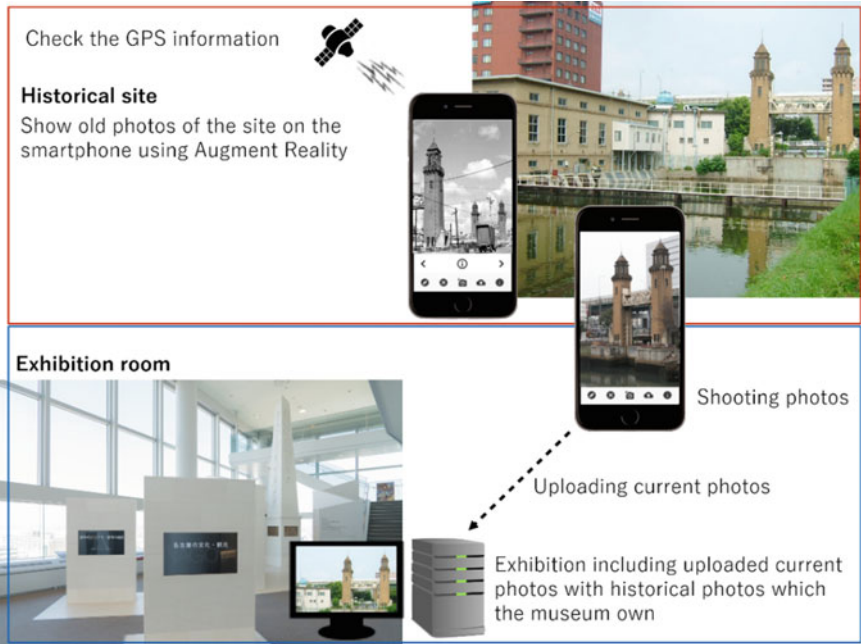 Check the GPS information
Historical site
Show old photos of the site on the
smartphone using Augment Reality
Exhibition room
Shooting photos
Uploading current photos
Exhibition including uploaded current
photos with historical photos which
the museum own